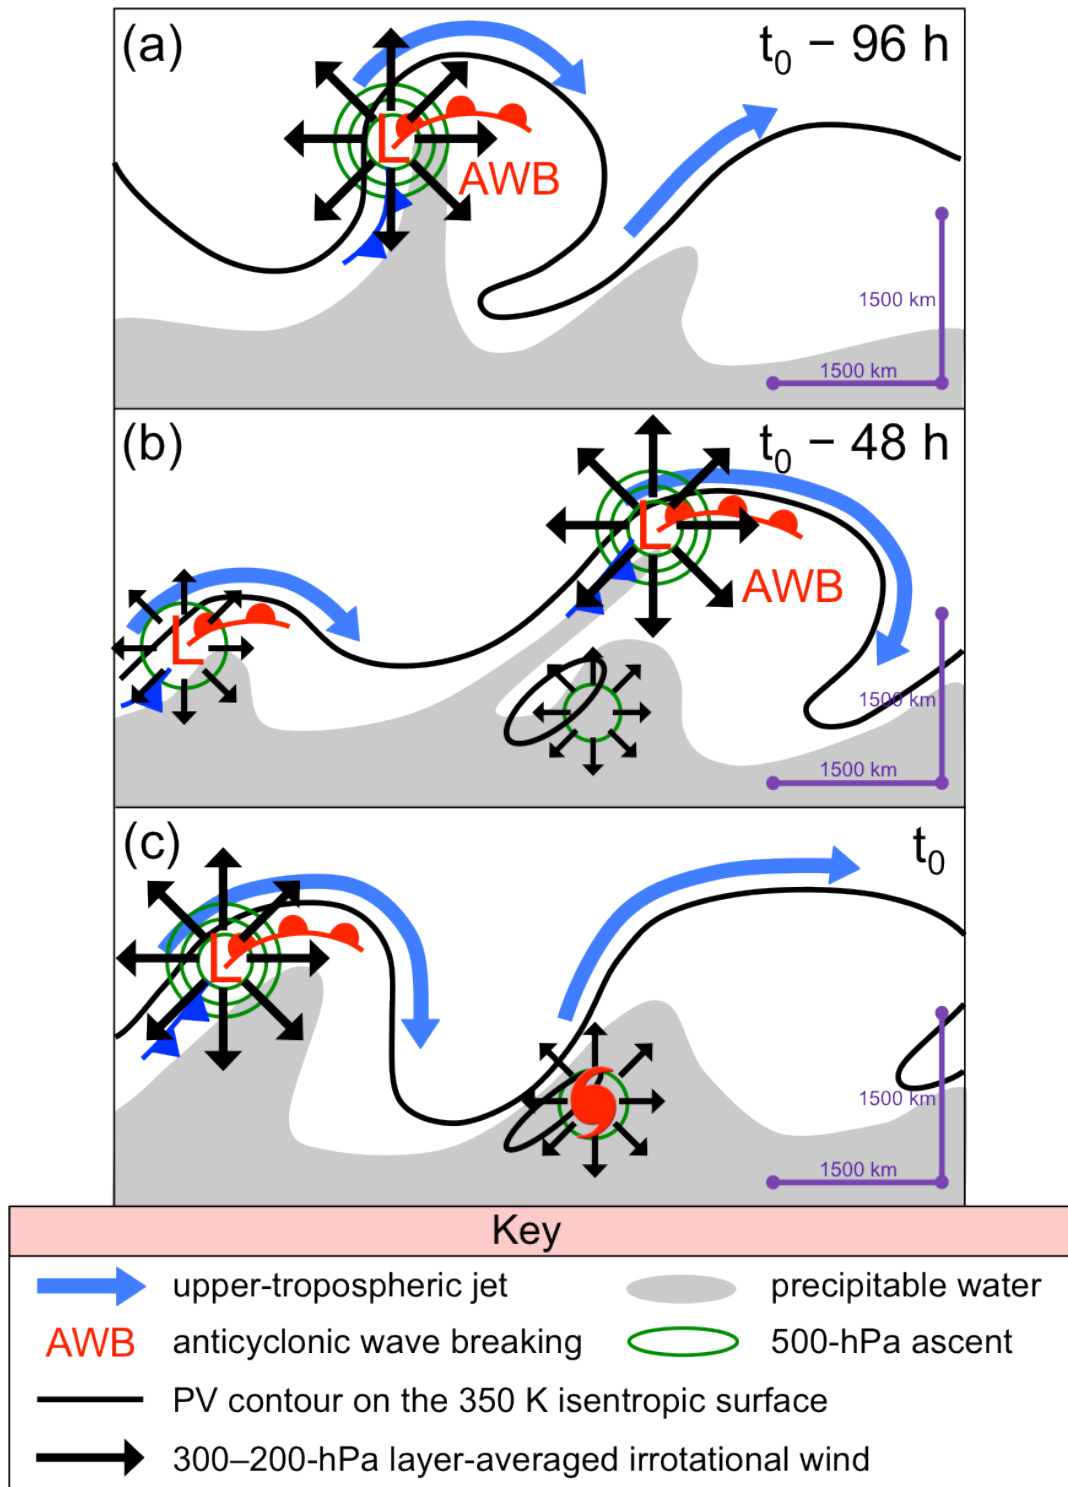 (a) t₀ − 96 h
L
AWB
1500 km
1500 km
(b) t₀ − 48 h
L
AWB
L
1500 km
1500 km
(c) t₀
L
1500 km
1500 km
Key
upper-tropospheric jet
precipitable water
AWB anticyclonic wave breaking
500-hPa ascent
PV contour on the 350 K isentropic surface
300–200-hPa layer-averaged irrotational wind